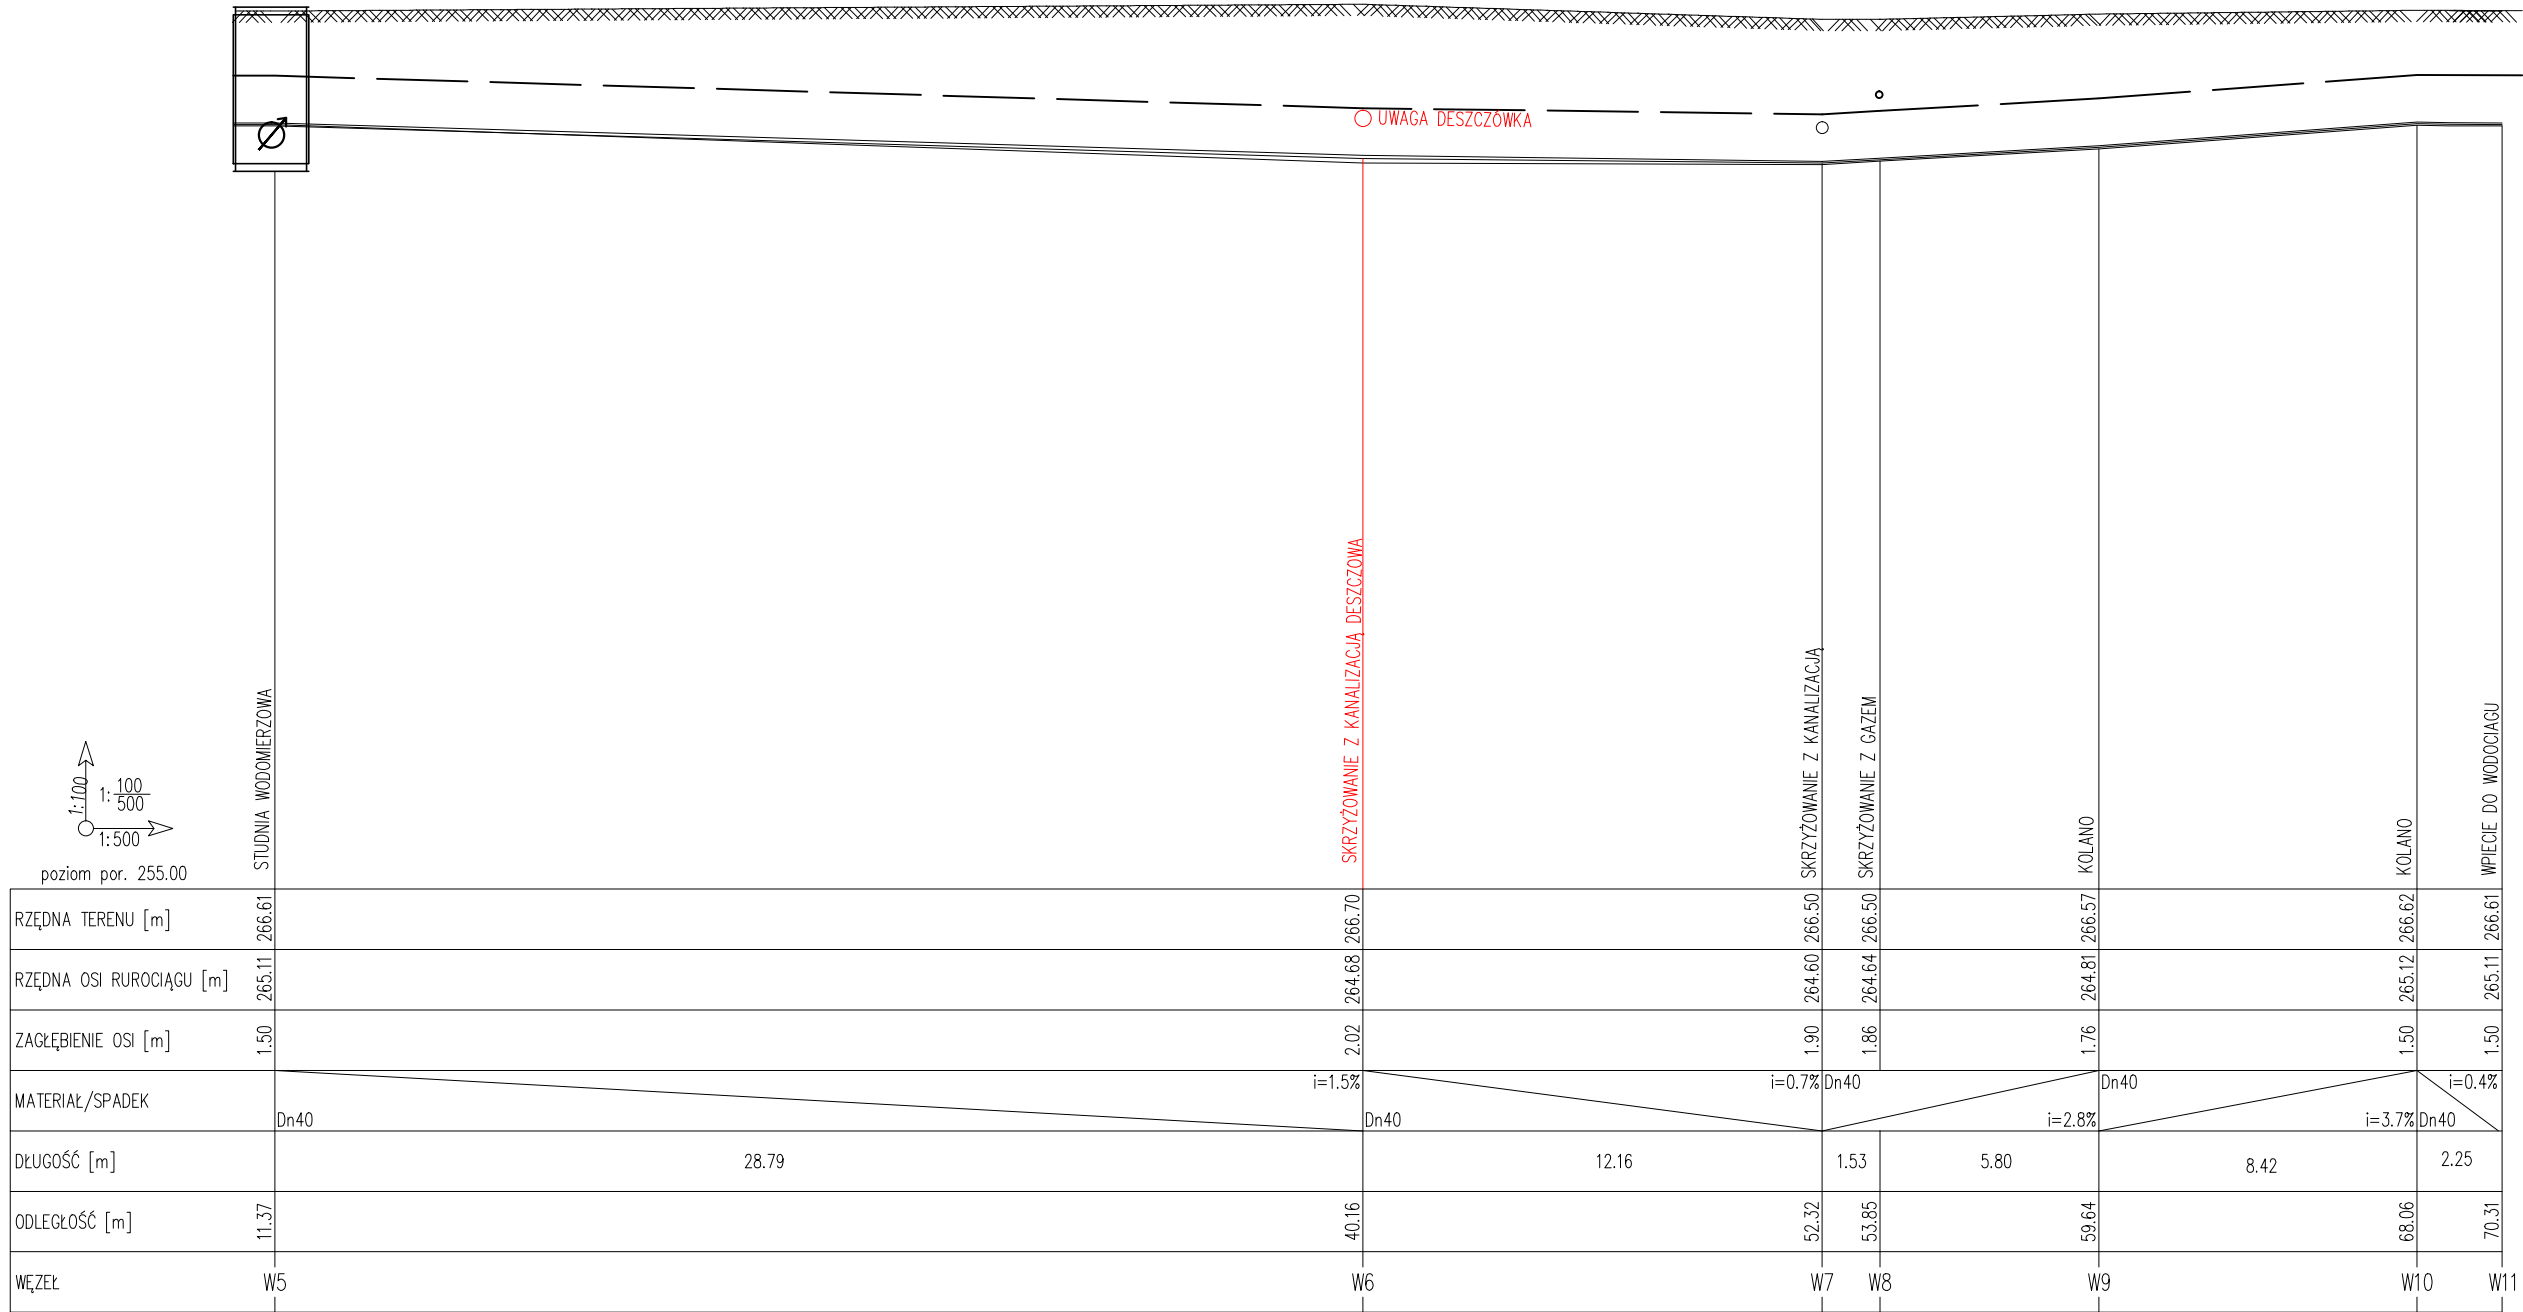 UWAGA DESZCZÓWKA
STUDNIA WODOMIERZOWA
SKRZYŻOWANIE Z KANALIZACJĄ DESZCZOWA
SKRZYŻOWANIE Z KANALIZACJĄ
SKRZYŻOWANIE Z GAZEM
KOLANO
KOLANO
WPIECIE DO WODOCIAGU
1:100
1: 100
500
1:500
poziom por. 255.00
RZĘDNA TERENU [m] 266.61 266.70 266.50 266.50 266.57 266.62 266.61
RZĘDNA OSI RUROCIĄGU [m] 265.11 264.68 264.60 264.64 264.81 265.12 265.11
ZAGŁĘBIENIE OSI [m] 1.50 2.02 1.90 1.86 1.76 1.50 1.50
i=1.5% i=0.7% Dn40 Dn40 i=0.4%
MATERIAŁ/SPADEK
Dn40 Dn40 i=2.8% i=3.7% Dn40
DŁUGOŚĆ [m] 28.79 12.16 1.53 5.80 8.42 2.25
ODLEGŁOŚĆ [m] 11.37 40.16 52.32 53.85 59.64 68.06 70.31
WĘZEŁ W5 W6 W7 W8 W9 W10 W11